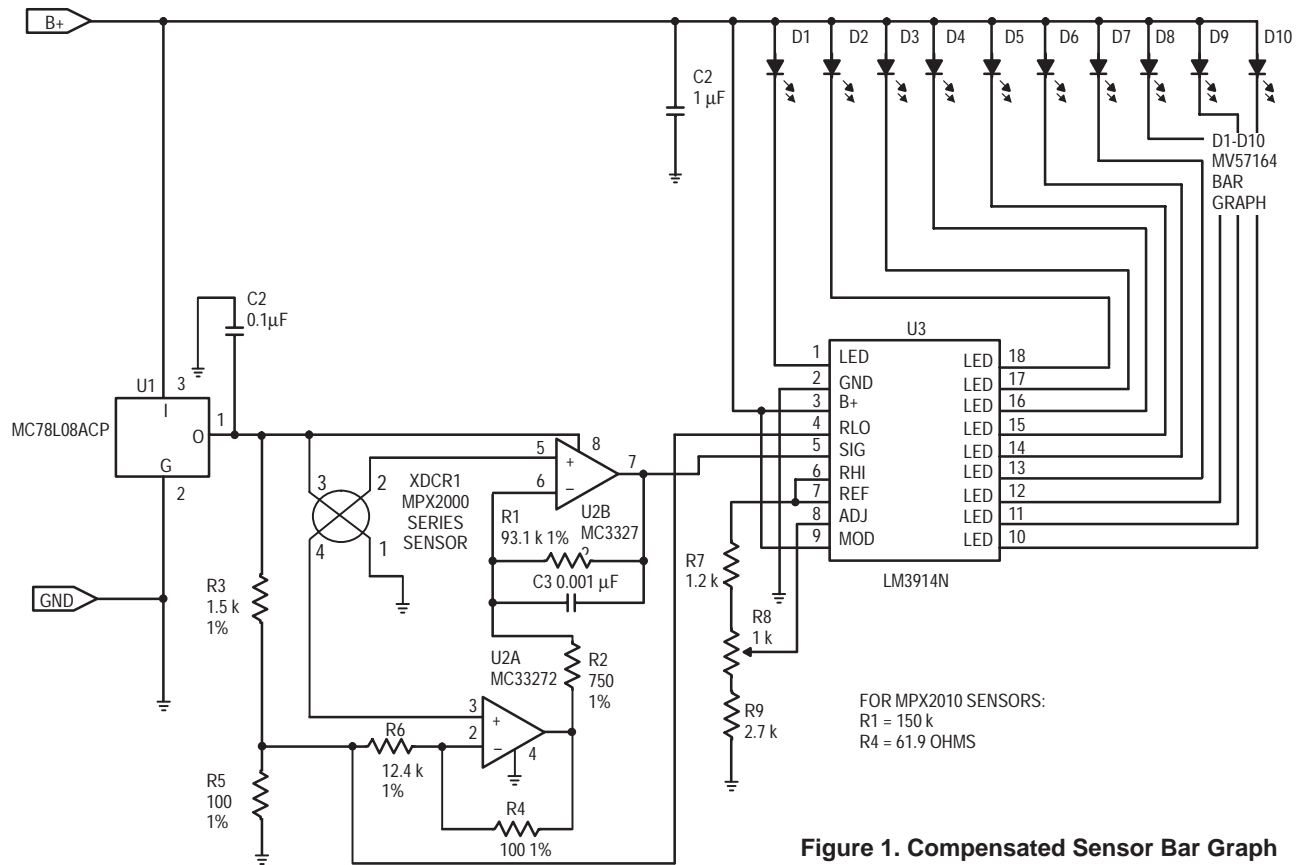 B+
D1
D2
D3
D4
D5
D6
D7
D8
D9
D10
C2
1 µF
D1-D10
MV57164
BAR
GRAPH
C2
0.1µF
U1
3
MC78L08ACP
I
O
1
G
2
GND
R3
1.5 k
1%
R5
100
1%
3
2
4
1
XDCR1
MPX2000
SERIES
SENSOR
5
6
+
−
8
7
U2B
MC3327
R1
93.1 k 1%
2
C3 0.001 µF
R2
750
1%
U2A
MC33272
3
2
+
−
4
R6
12.4 k
1%
R4
100 1%
U3
1 LED
2 GND
3 B+
4 RLO
5 SIG
6 RHI
7 REF
8 ADJ
9 MOD
LED 18
LED 17
LED 16
LED 15
LED 14
LED 13
LED 12
LED 11
LED 10
LM3914N
R7
1.2 k
R8
1 k
R9
2.7 k
FOR MPX2010 SENSORS:
R1 = 150 k
R4 = 61.9 OHMS
Figure 1. Compensated Sensor Bar Graph